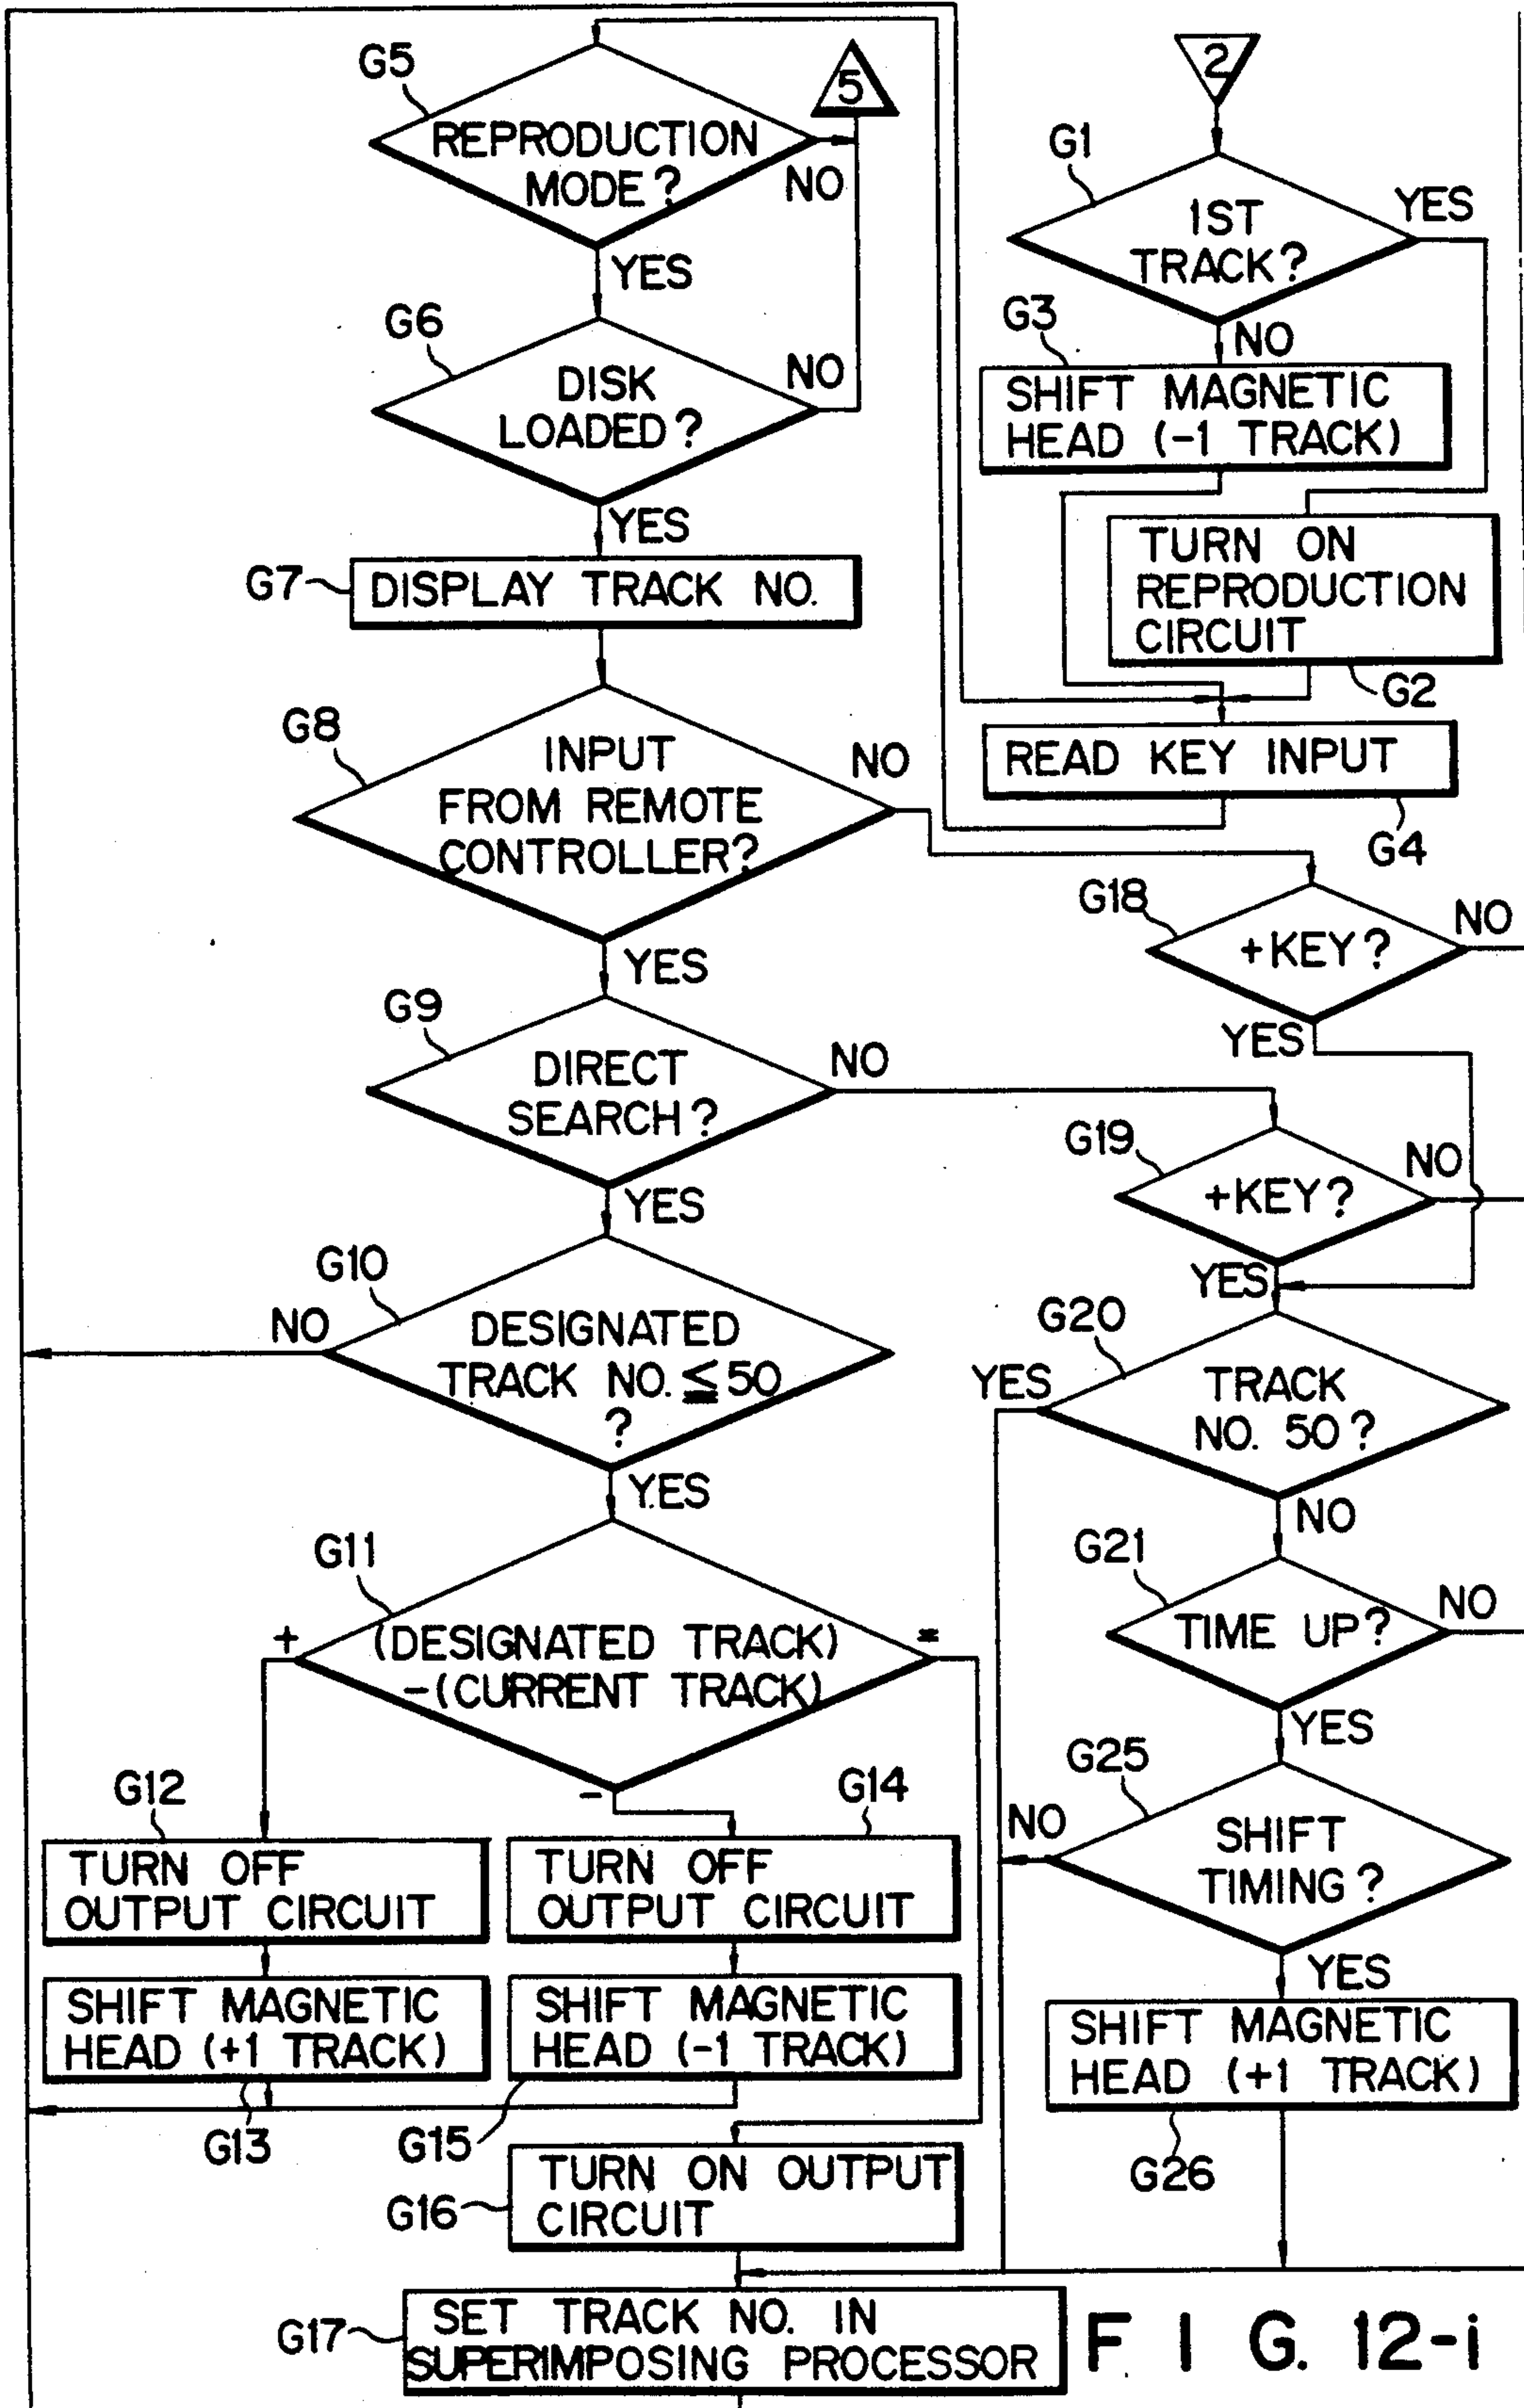 G5
REPRODUCTION
MODE?
NO
YES
5
G6
DISK
LOADED?
NO
YES
G7
DISPLAY TRACK NO.
G8
INPUT
FROM REMOTE
CONTROLLER?
NO
YES
G9
DIRECT
SEARCH?
NO
YES
G10
DESIGNATED
TRACK NO. ≦ 50
?
NO
YES
G11
(DESIGNATED TRACK)
-(CURRENT TRACK)
+
=
-
G12
TURN OFF
OUTPUT CIRCUIT
SHIFT MAGNETIC
HEAD (+1 TRACK)
G13
G14
TURN OFF
OUTPUT CIRCUIT
SHIFT MAGNETIC
HEAD (-1 TRACK)
G15
G16
TURN ON OUTPUT
CIRCUIT
G17
SET TRACK NO. IN
SUPERIMPOSING PROCESSOR
2
G1
1ST
TRACK?
YES
NO
G3
SHIFT MAGNETIC
HEAD (-1 TRACK)
TURN ON
REPRODUCTION
CIRCUIT
G2
READ KEY INPUT
G4
G18
+KEY?
NO
YES
G19
+KEY?
NO
YES
G20
TRACK
NO. 50?
YES
NO
G21
TIME UP?
NO
YES
G25
SHIFT
TIMING?
NO
YES
SHIFT MAGNETIC
HEAD (+1 TRACK)
G26
FIG. 12-i